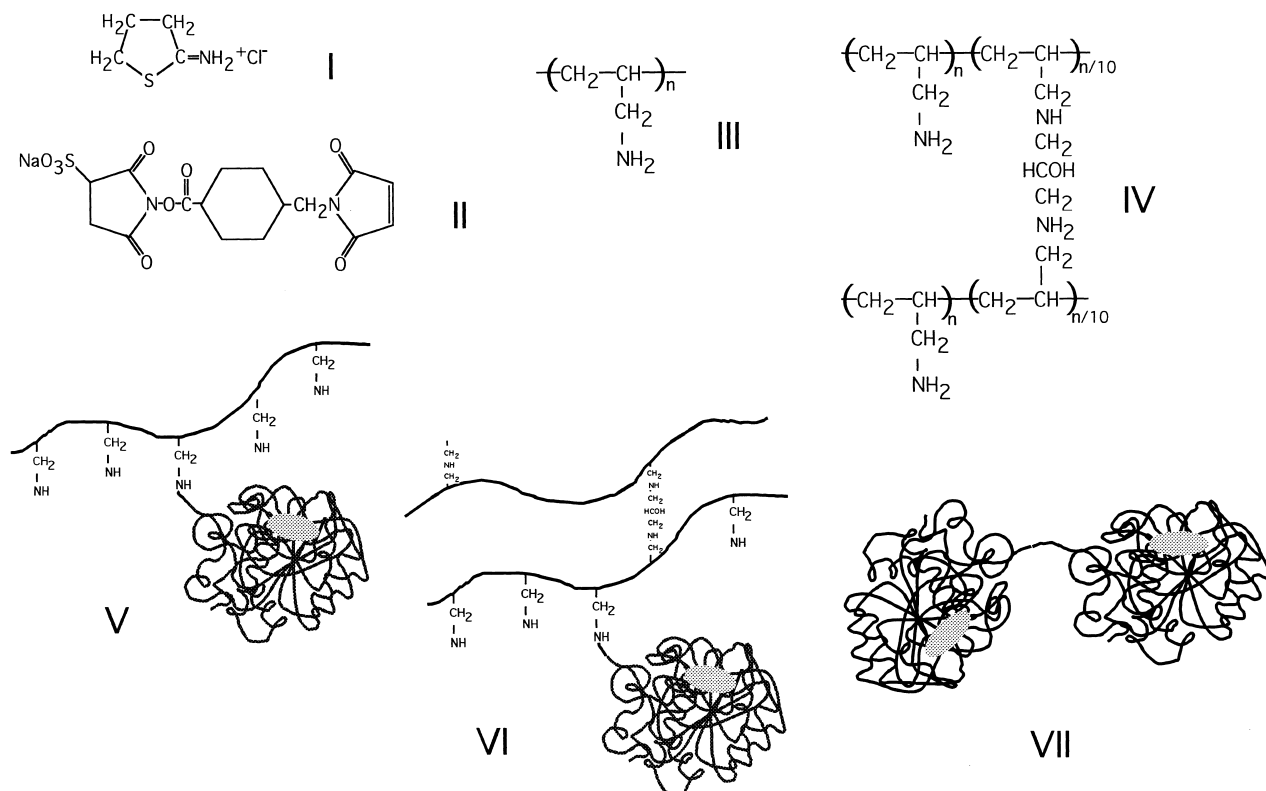 H₂C CH₂
H₂C C=NH₂⁺Cl⁻
S
I
O
NaO₃S
O
N-O-C
CH₂N
O
O
O
O
II
(CH₂ CH)n
CH₂
NH₂
III
(CH₂ CH)n (CH₂ CH)n/10
CH₂ CH₂
NH₂ NH
CH₂
HCOH
CH₂
NH₂
CH₂
(CH₂ CH)n (CH₂ CH)n/10
CH₂
NH₂
IV
CH₂
NH
CH₂
NH
CH₂
NH
CH₂
NH
CH₂
NH
V
CH₂
NH
CH₂
CH₂
NH
CH₂
HCOH
CH₂
NH
CH₂
CH₂
NH
CH₂
NH
CH₂
NH
CH₂
NH
VI
VII